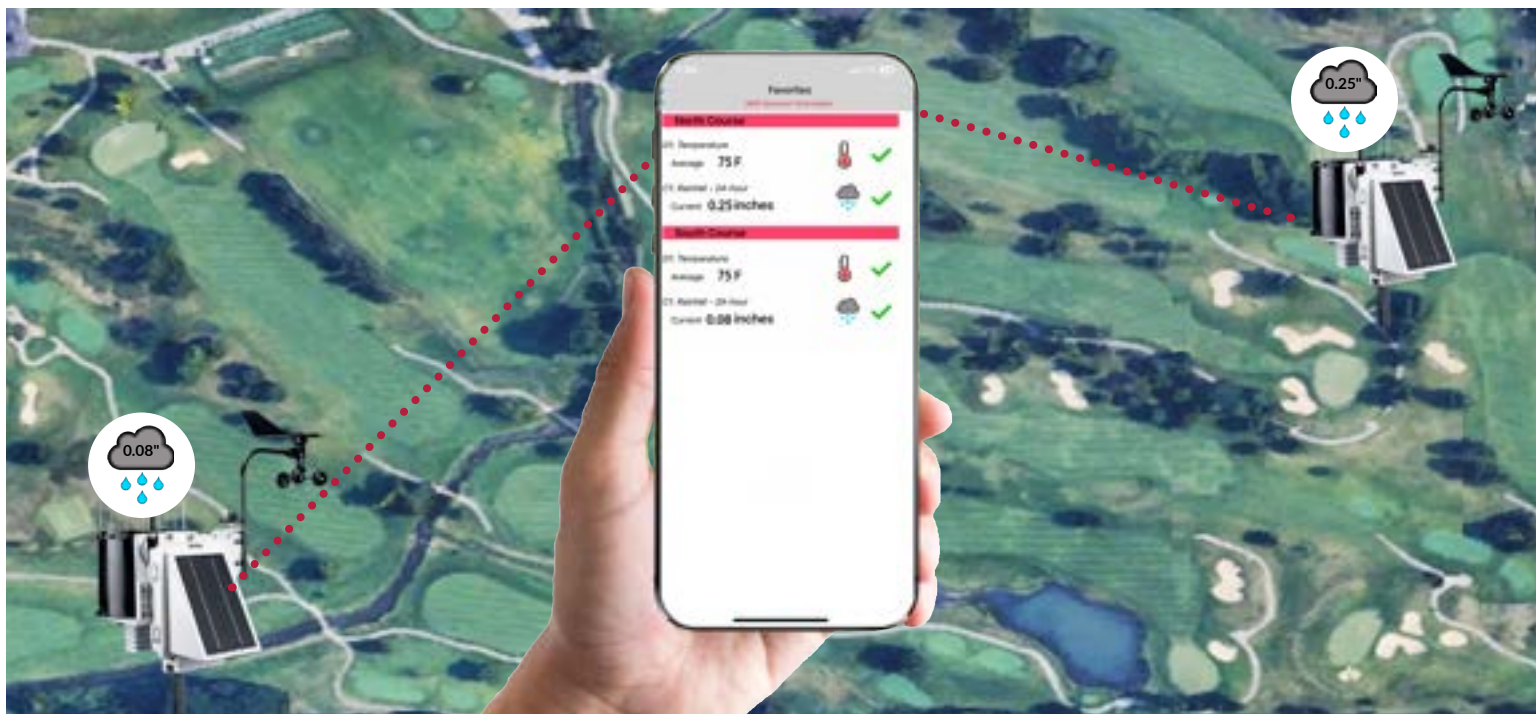 Favorites
North Course
Temperature
Average 75 F
Rainfall - 24-hour
Current 0.25 inches
South Course
Temperature
Average 75 F
Rainfall - 24-hour
Current 0.08 inches
0.25"
0.08"